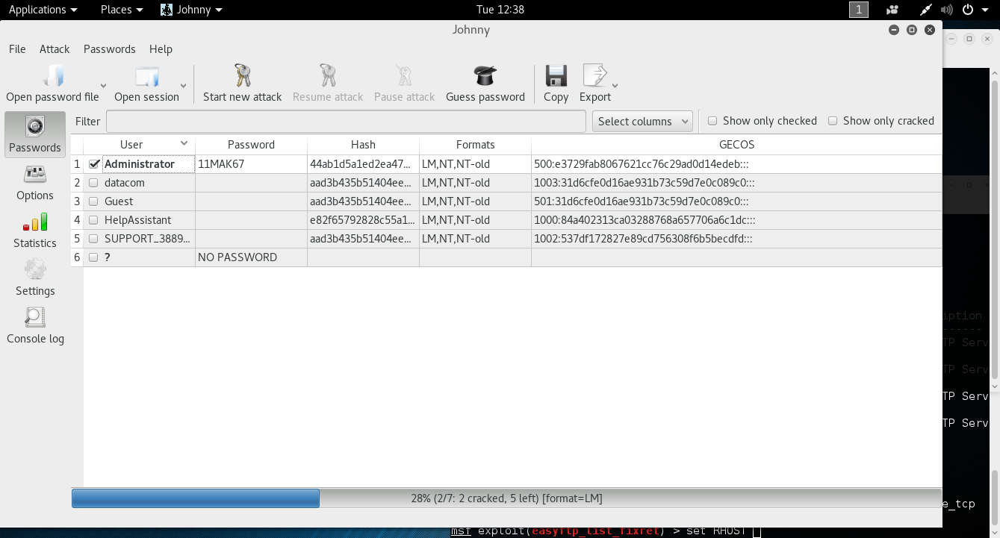 Applications Places Johnny Tue 12:38 1
Johnny
File Attack Passwords Help
Open password file Open session Start new attack Resume attack Pause attack Guess password Copy Export
Passwords Filter Select columns Show only checked Show only cracked
User Password Hash Formats GECOS
1 Administrator 11MAK67 44ab1d5a1ed2ea47... LM,NT,NT-old 500:e3729fab8067621cc76c29ad0d14edeb:::
2 datacom aad3b435b51404ee... LM,NT,NT-old 1003:31d6cfe0d16ae931b73c59d7e0c089c0:::
3 Guest aad3b435b51404ee... LM,NT,NT-old 501:31d6cfe0d16ae931b73c59d7e0c089c0:::
4 HelpAssistant e82f65792828c55a1... LM,NT,NT-old 1000:84a402313ca03288768a657706a6c1dc:::
5 SUPPORT_3889... aad3b435b51404ee... LM,NT,NT-old 1002:537df172827e89cd756308f6b5becdfd:::
6 ? NO PASSWORD
Options
Statistics
Settings
Console log
iption
TP Serv
TP Serv
TP Serv
TP Serv
28% (2/7: 2 cracked, 5 left) [format=LM]
e_tcp
msf exploit(easyftp_list_fixret) > set RHOST